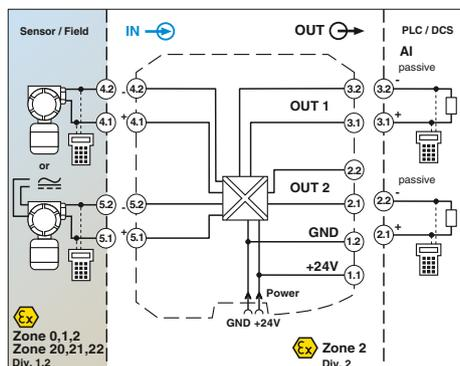 Sensor / Field
IN
OUT
PLC / DCS
AI
passive
4.2
-
4.2
3.2
3.2
-
OUT 1
4.1
+
4.1
3.1
3.1
+
or
2.2
passive
OUT 2
5.2
-
5.2
2.1
2.2
-
GND
5.1
+
5.1
1.2
2.1
+
+24V
1.1
Power
GND +24V
Ex
Zone 0,1,2
Zone 20,21,22
Div. 1,2
Ex
Zone 2
Div. 2